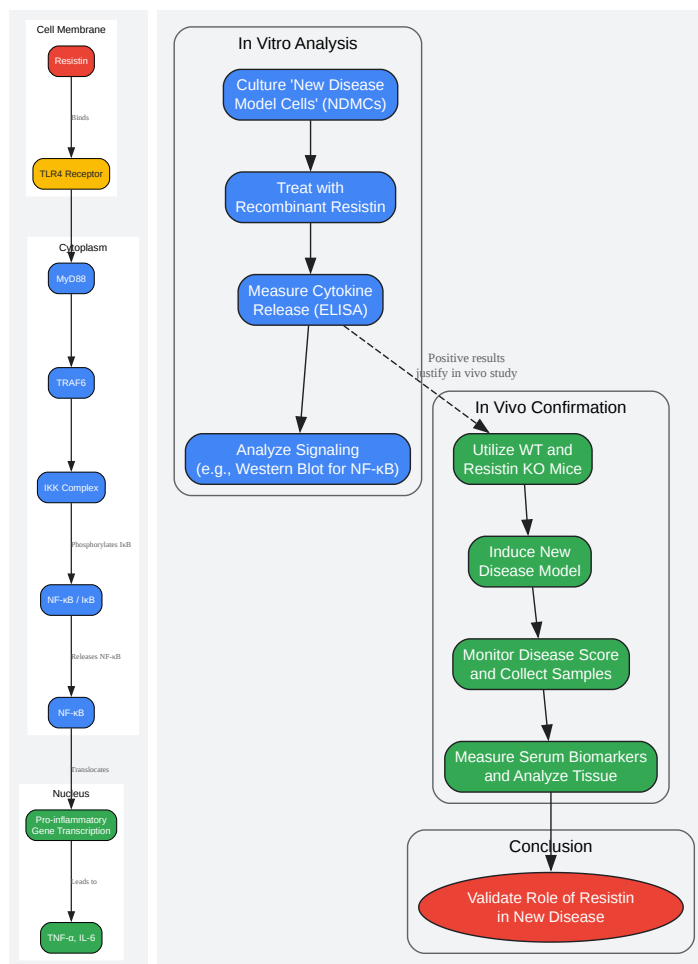 Cell Membrane
Resistin
Binds
TLR4 Receptor
Cytoplasm
MyD88
TRAF6
IKK Complex
Phosphorylates IκB
NF-κB / IκB
Releases NF-κB
NF-κB
Translocates
Nucleus
Pro-inflammatory
Gene Transcription
Leads to
TNF-α, IL-6
In Vitro Analysis
Culture 'New Disease
Model Cells' (NDMCs)
Treat with
Recombinant Resistin
Measure Cytokine
Release (ELISA)
Positive results
justify in vivo study
Analyze Signaling
(e.g., Western Blot for NF-κB)
In Vivo Confirmation
Utilize WT and
Resistin KO Mice
Induce New
Disease Model
Monitor Disease Score
and Collect Samples
Measure Serum Biomarkers
and Analyze Tissue
Conclusion
Validate Role of Resistin
in New Disease